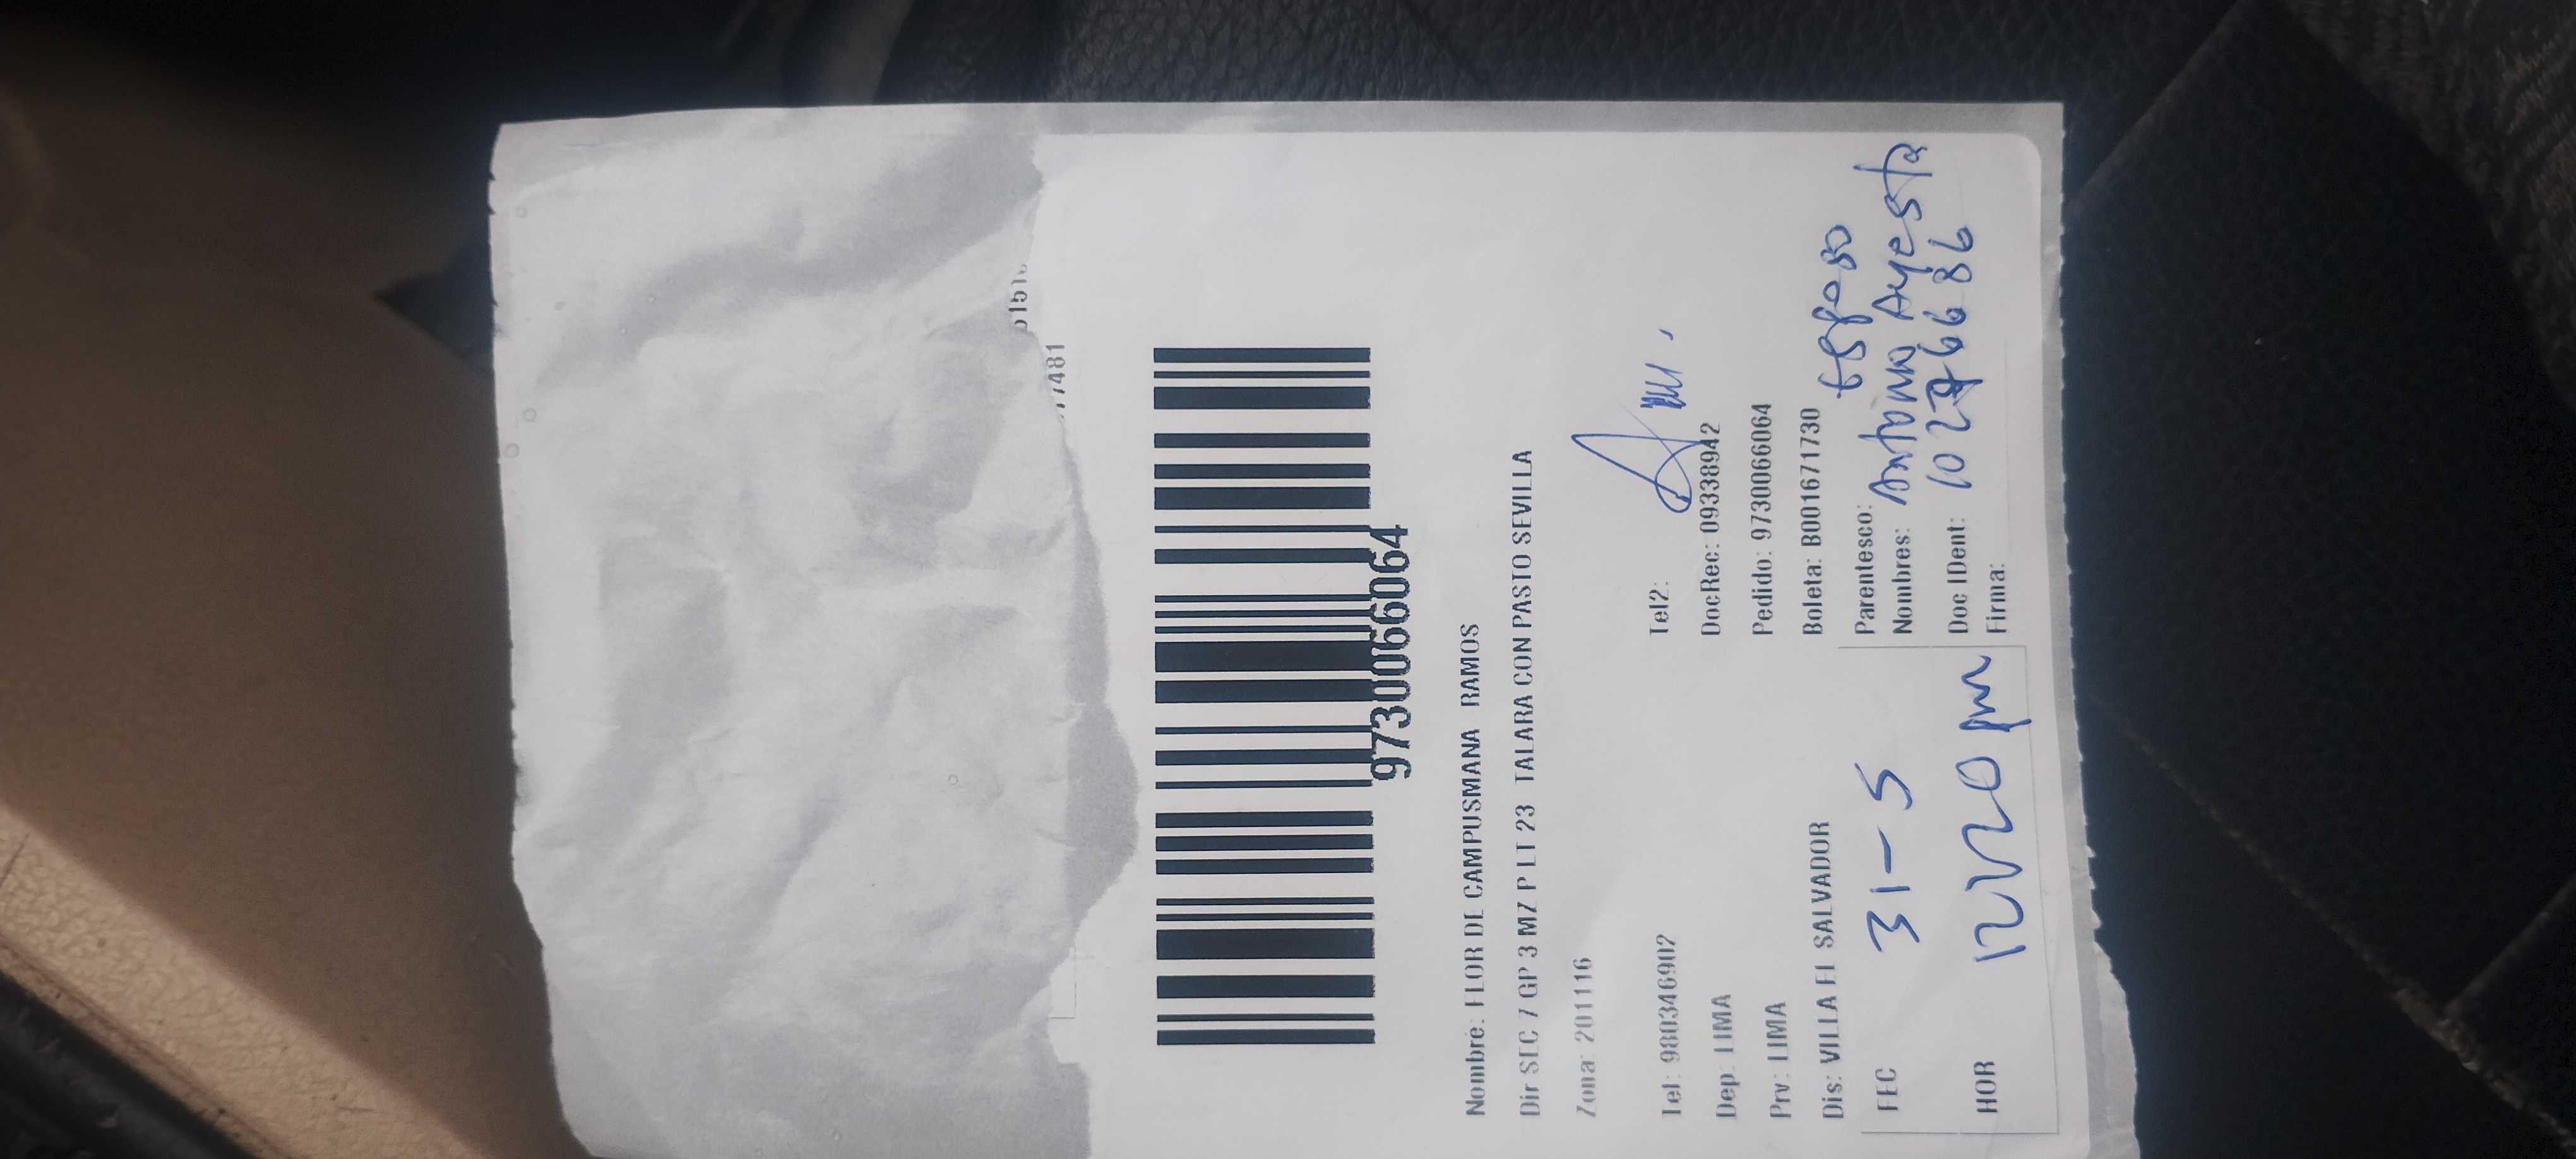 77481
9730066064
Nombre: FLOR DE CAMPUSMANA RAMOS
Dir SEC 7 GP 3 MZ P LT 23 TALARA CON PASTO SEVILLA
Zona: 201116
Tel: 980346902 Tel2:
Dep: LIMA DocRec: 09338942
Prv: LIMA Pedido: 9730066064
Dis: VILLA EL SALVADOR Boleta: B001671730
FEC 31-5 Parentesco: esposo
Nombres: Antonio Ayesta
HOR 12:20 pm Doc IDent: 10276686
Firma: